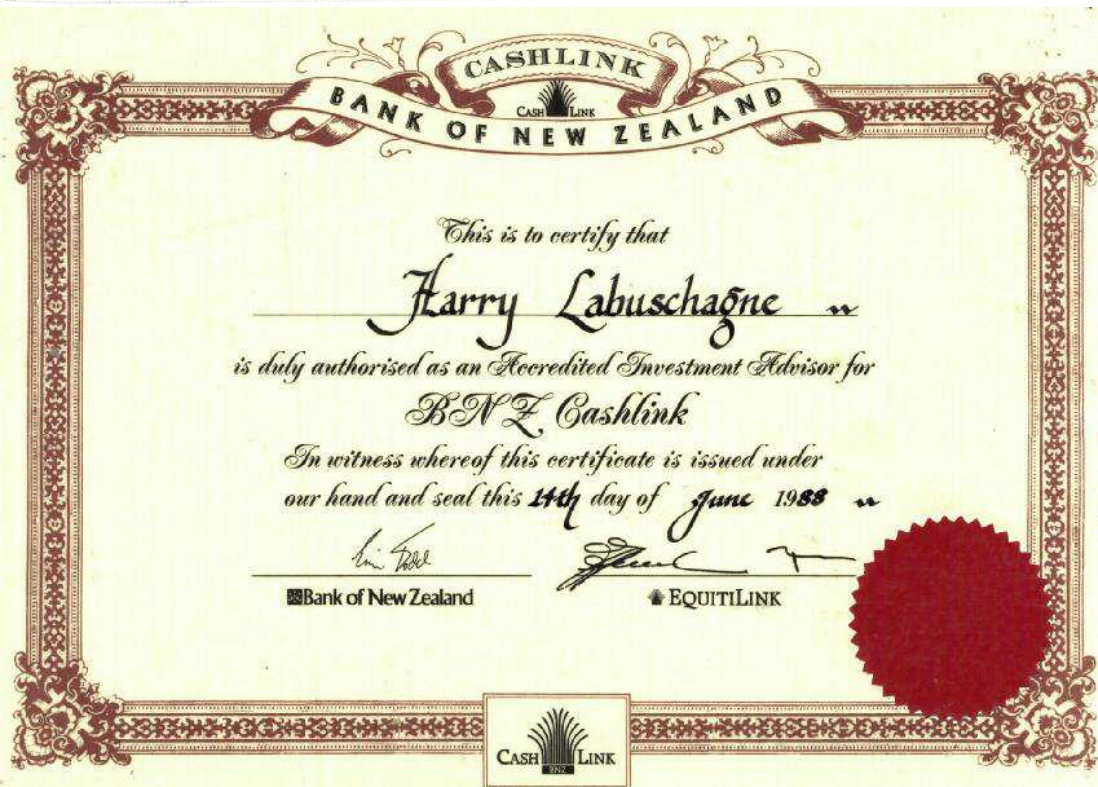 CASHLINK
CASH LINK
BANK OF NEW ZEALAND
This is to certify that
Harry Labuschagne
is duly authorised as an Accredited Investment Advisor for
BNZ Cashlink
In witness whereof this certificate is issued under
our hand and seal this 14th day of June 1988
Bank of New Zealand
EQUITILINK
CASH LINK
BNZ